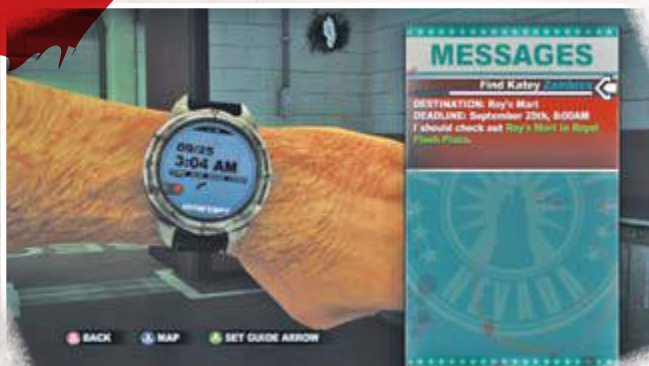 MESSAGES
Find Katey Zombrex
DESTINATION: Roy's Mart
DEADLINE: September 25th, 8:00AM
I should check out Roy's Mart in Royal
Flush Plaza.
09/25
3:04 AM
NEVADA
BACK
MAP
SET GUIDE ARROW